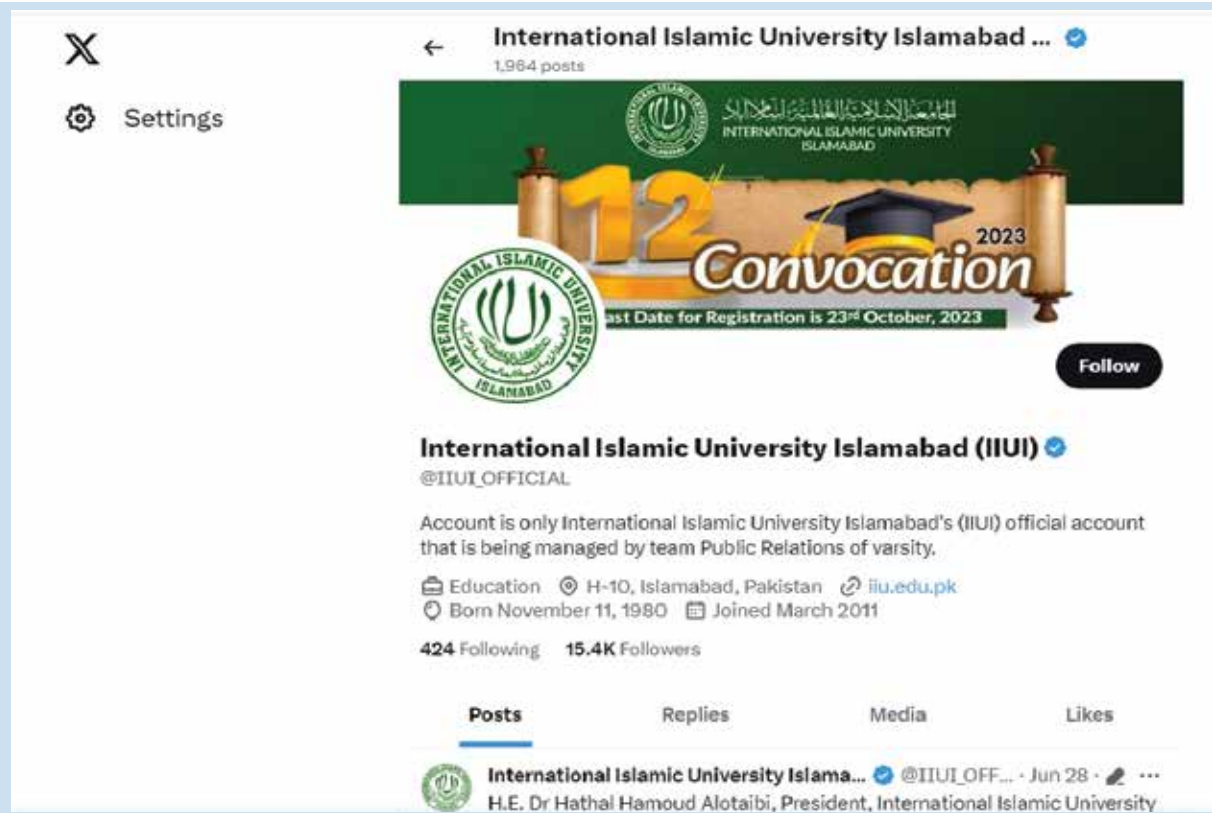 X
Settings
International Islamic University Islamabad ...
1,964 posts
INTERNATIONAL ISLAMIC UNIVERSITY
ISLAMABAD
12th
2023
Convocation
ast Date for Registration is 23rd October, 2023
INTERNATIONAL ISLAMIC UNIVERSITY
ISLAMABAD
Follow
International Islamic University Islamabad (IIUI)
@IIUI_OFFICIAL
Account is only International Islamic University Islamabad's (IIUI) official account
that is being managed by team Public Relations of varsity.
Education H-10, Islamabad, Pakistan iiu.edu.pk
Born November 11, 1980 Joined March 2011
424 Following 15.4K Followers
Posts Replies Media Likes
International Islamic University Islama... @IIUI_OFF... · Jun 28 · ...
H.E. Dr Hathal Hamoud Alotaibi, President, International Islamic University